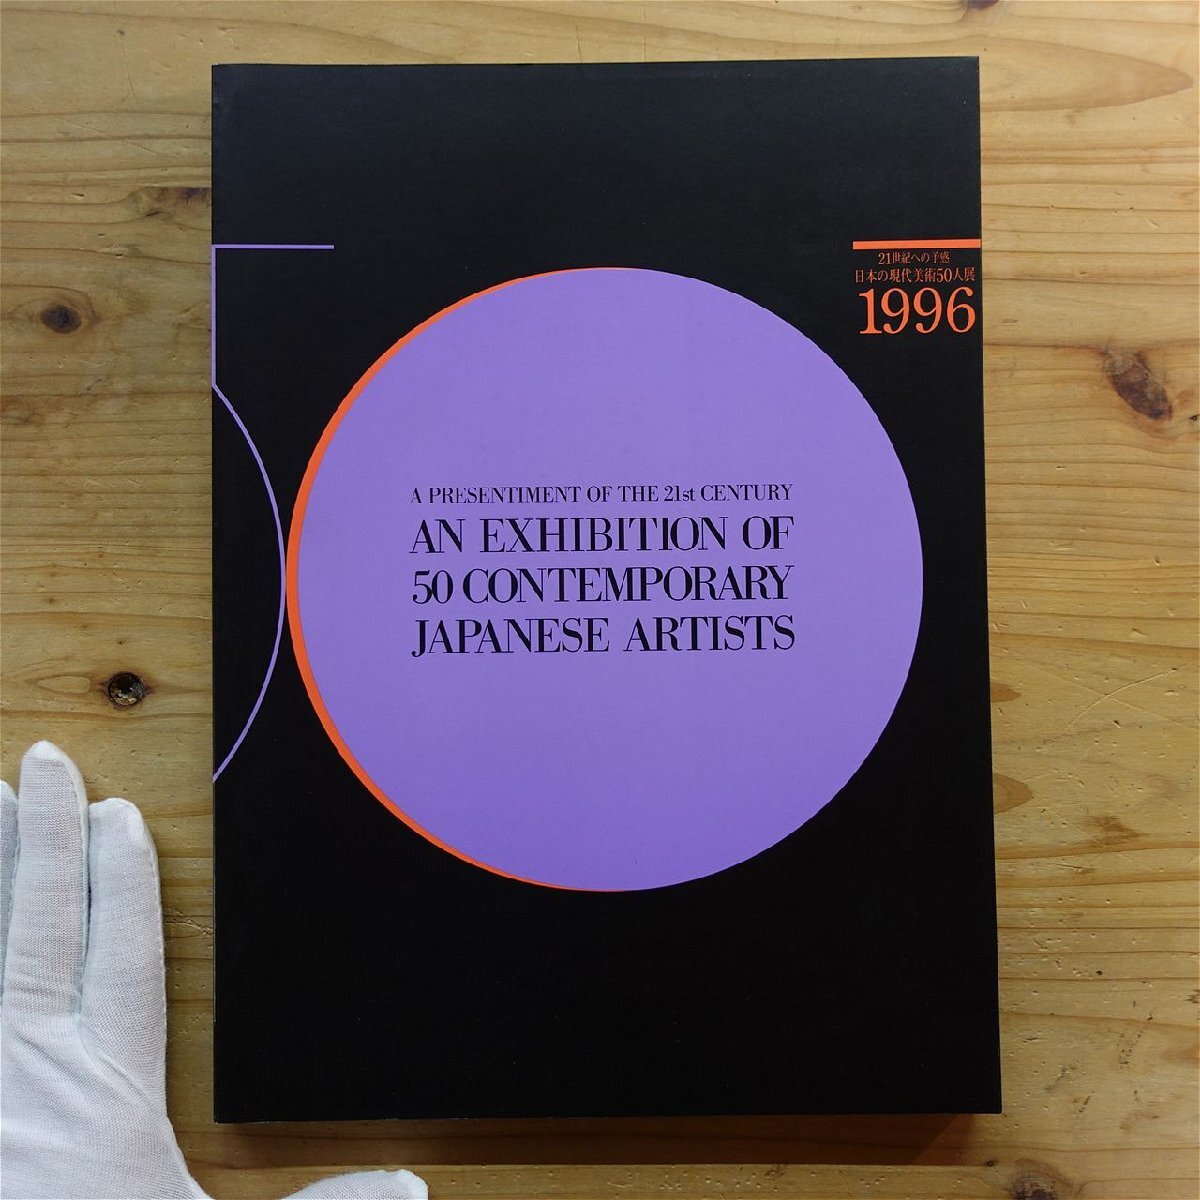 21世紀への予感
日本の現代美術50人展
1996
A PRESENTIMENT OF THE 21st CENTURY
AN EXHIBITION OF
50 CONTEMPORARY
JAPANESE ARTISTS